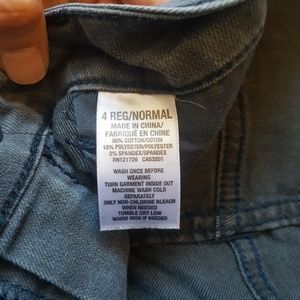 4 REG/NORMAL
MADE IN CHINA/
FABRIQUÉ EN CHINE
80% COTTON/COTON
18% POLYESTER/POLYESTER
2% SPANDEX/SPANDEX
RN121739 CA53201
WASH ONCE BEFORE
WEARING
TURN GARMENT INSIDE OUT
MACHINE WASH COLD
SEPARATELY
ONLY NON-CHLORINE BLEACH
WHEN NEEDED
TUMBLE DRY LOW
WARM IRON IF NEEDED